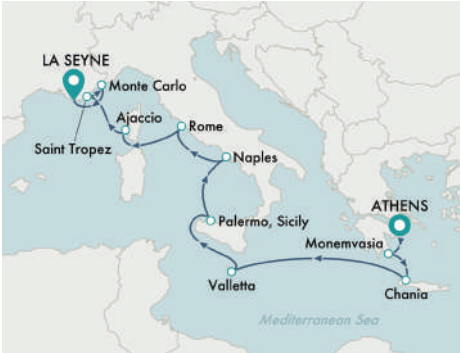 LA SEYNE
Monte Carlo
Ajaccio
Rome
Saint Tropez
Naples
ATHENS
Palermo, Sicily
Monemvasia
Valletta
Chania
Mediterranean Sea